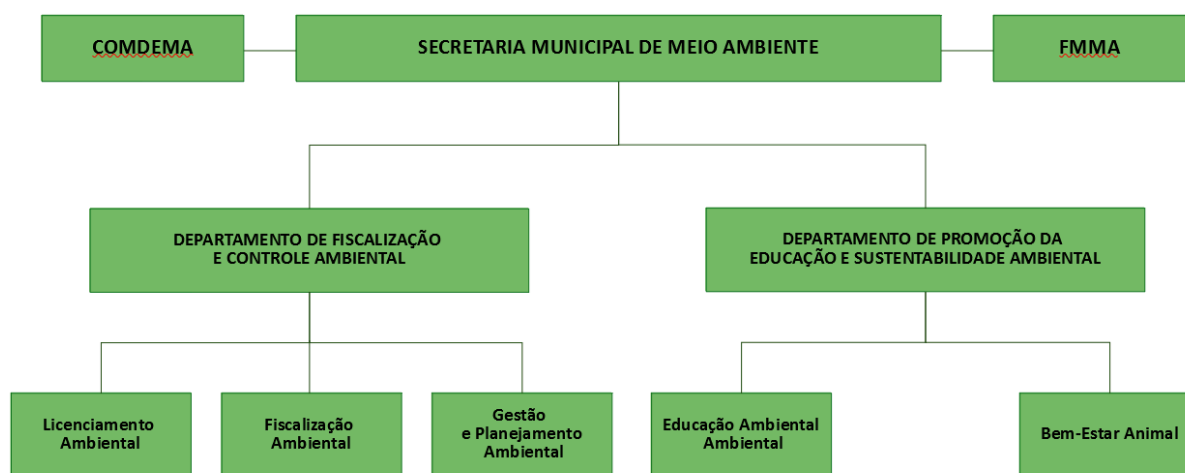 COMDEMA
SECRETARIA MUNICIPAL DE MEIO AMBIENTE
FMMA
DEPARTAMENTO DE FISCALIZAÇÃO
E CONTROLE AMBIENTAL
DEPARTAMENTO DE PROMOÇÃO DA
EDUCAÇÃO E SUSTENTABILIDADE AMBIENTAL
Licenciamento
Ambiental
Fiscalização
Ambiental
Gestão
e Planejamento
Ambiental
Educação Ambiental
Ambiental
Bem-Estar Animal